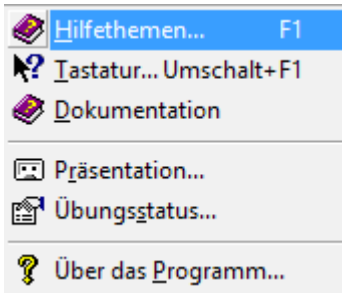 Hilfethemen... F1
Tastatur... Umschalt+F1
Dokumentation
Präsentation...
Übungsstatus...
Über das Programm...